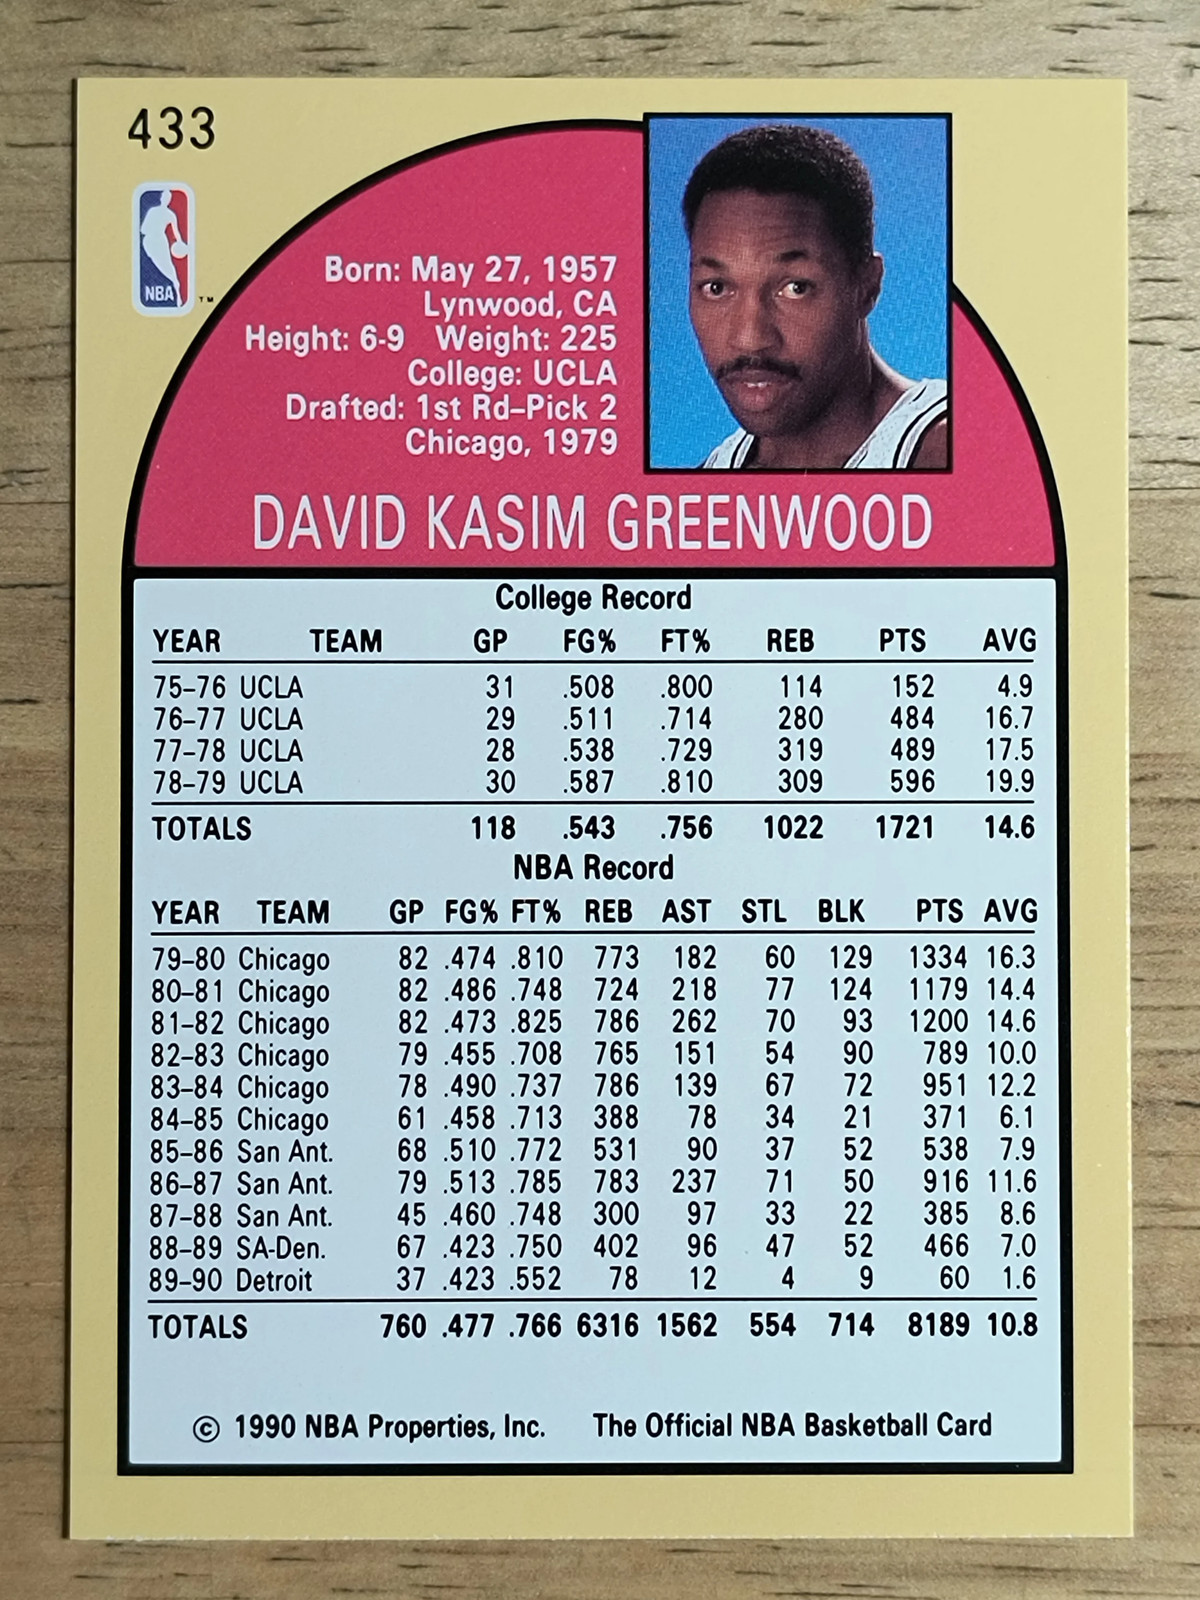 433
NBA
TM
Born: May 27, 1957
Lynwood, CA
Height: 6-9 Weight: 225
College: UCLA
Drafted: 1st Rd-Pick 2
Chicago, 1979
DAVID KASIM GREENWOOD
College Record
YEAR TEAM GP FG% FT% REB PTS AVG
75-76 UCLA 31 .508 .800 114 152 4.9
76-77 UCLA 29 .511 .714 280 484 16.7
77-78 UCLA 28 .538 .729 319 489 17.5
78-79 UCLA 30 .587 .810 309 596 19.9
TOTALS 118 .543 .756 1022 1721 14.6
NBA Record
YEAR TEAM GP FG% FT% REB AST STL BLK PTS AVG
79-80 Chicago 82 .474 .810 773 182 60 129 1334 16.3
80-81 Chicago 82 .486 .748 724 218 77 124 1179 14.4
81-82 Chicago 82 .473 .825 786 262 70 93 1200 14.6
82-83 Chicago 79 .455 .708 765 151 54 90 789 10.0
83-84 Chicago 78 .490 .737 786 139 67 72 951 12.2
84-85 Chicago 61 .458 .713 388 78 34 21 371 6.1
85-86 San Ant. 68 .510 .772 531 90 37 52 538 7.9
86-87 San Ant. 79 .513 .785 783 237 71 50 916 11.6
87-88 San Ant. 45 .460 .748 300 97 33 22 385 8.6
88-89 SA-Den. 67 .423 .750 402 96 47 52 466 7.0
89-90 Detroit 37 .423 .552 78 12 4 9 60 1.6
TOTALS 760 .477 .766 6316 1562 554 714 8189 10.8
© 1990 NBA Properties, Inc. The Official NBA Basketball Card